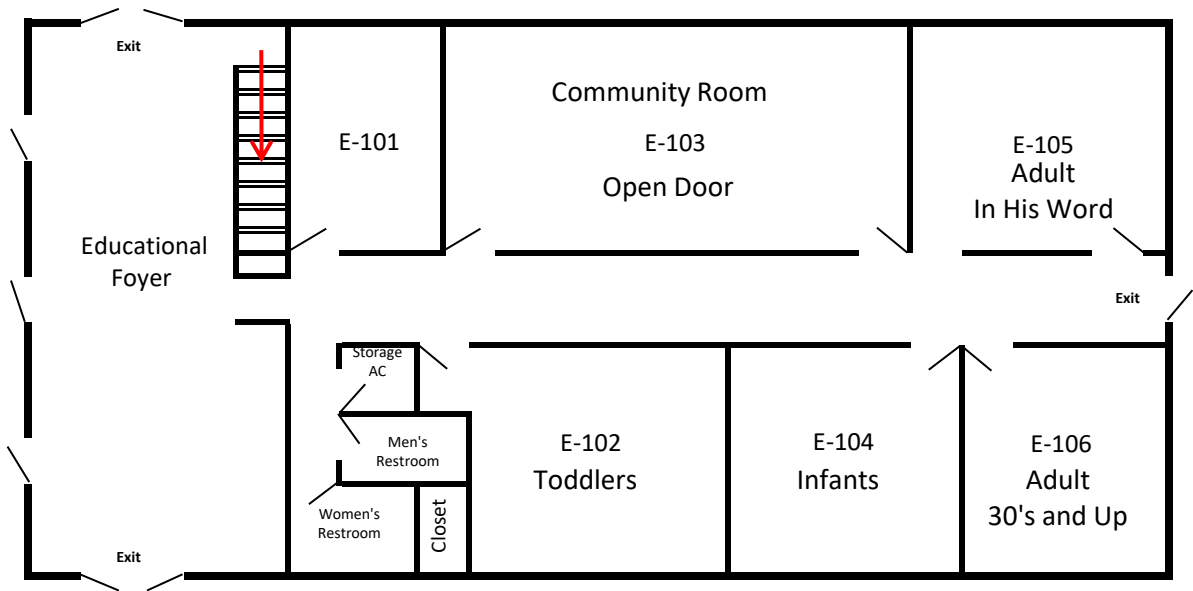 Exit
Community Room
E-101
E-103
Open Door
E-105
Adult
In His Word
Educational
Foyer
Exit
Storage
AC
Men's
Restroom
E-102
Toddlers
E-104
Infants
E-106
Adult
30's and Up
Women's
Restroom
Closet
Exit